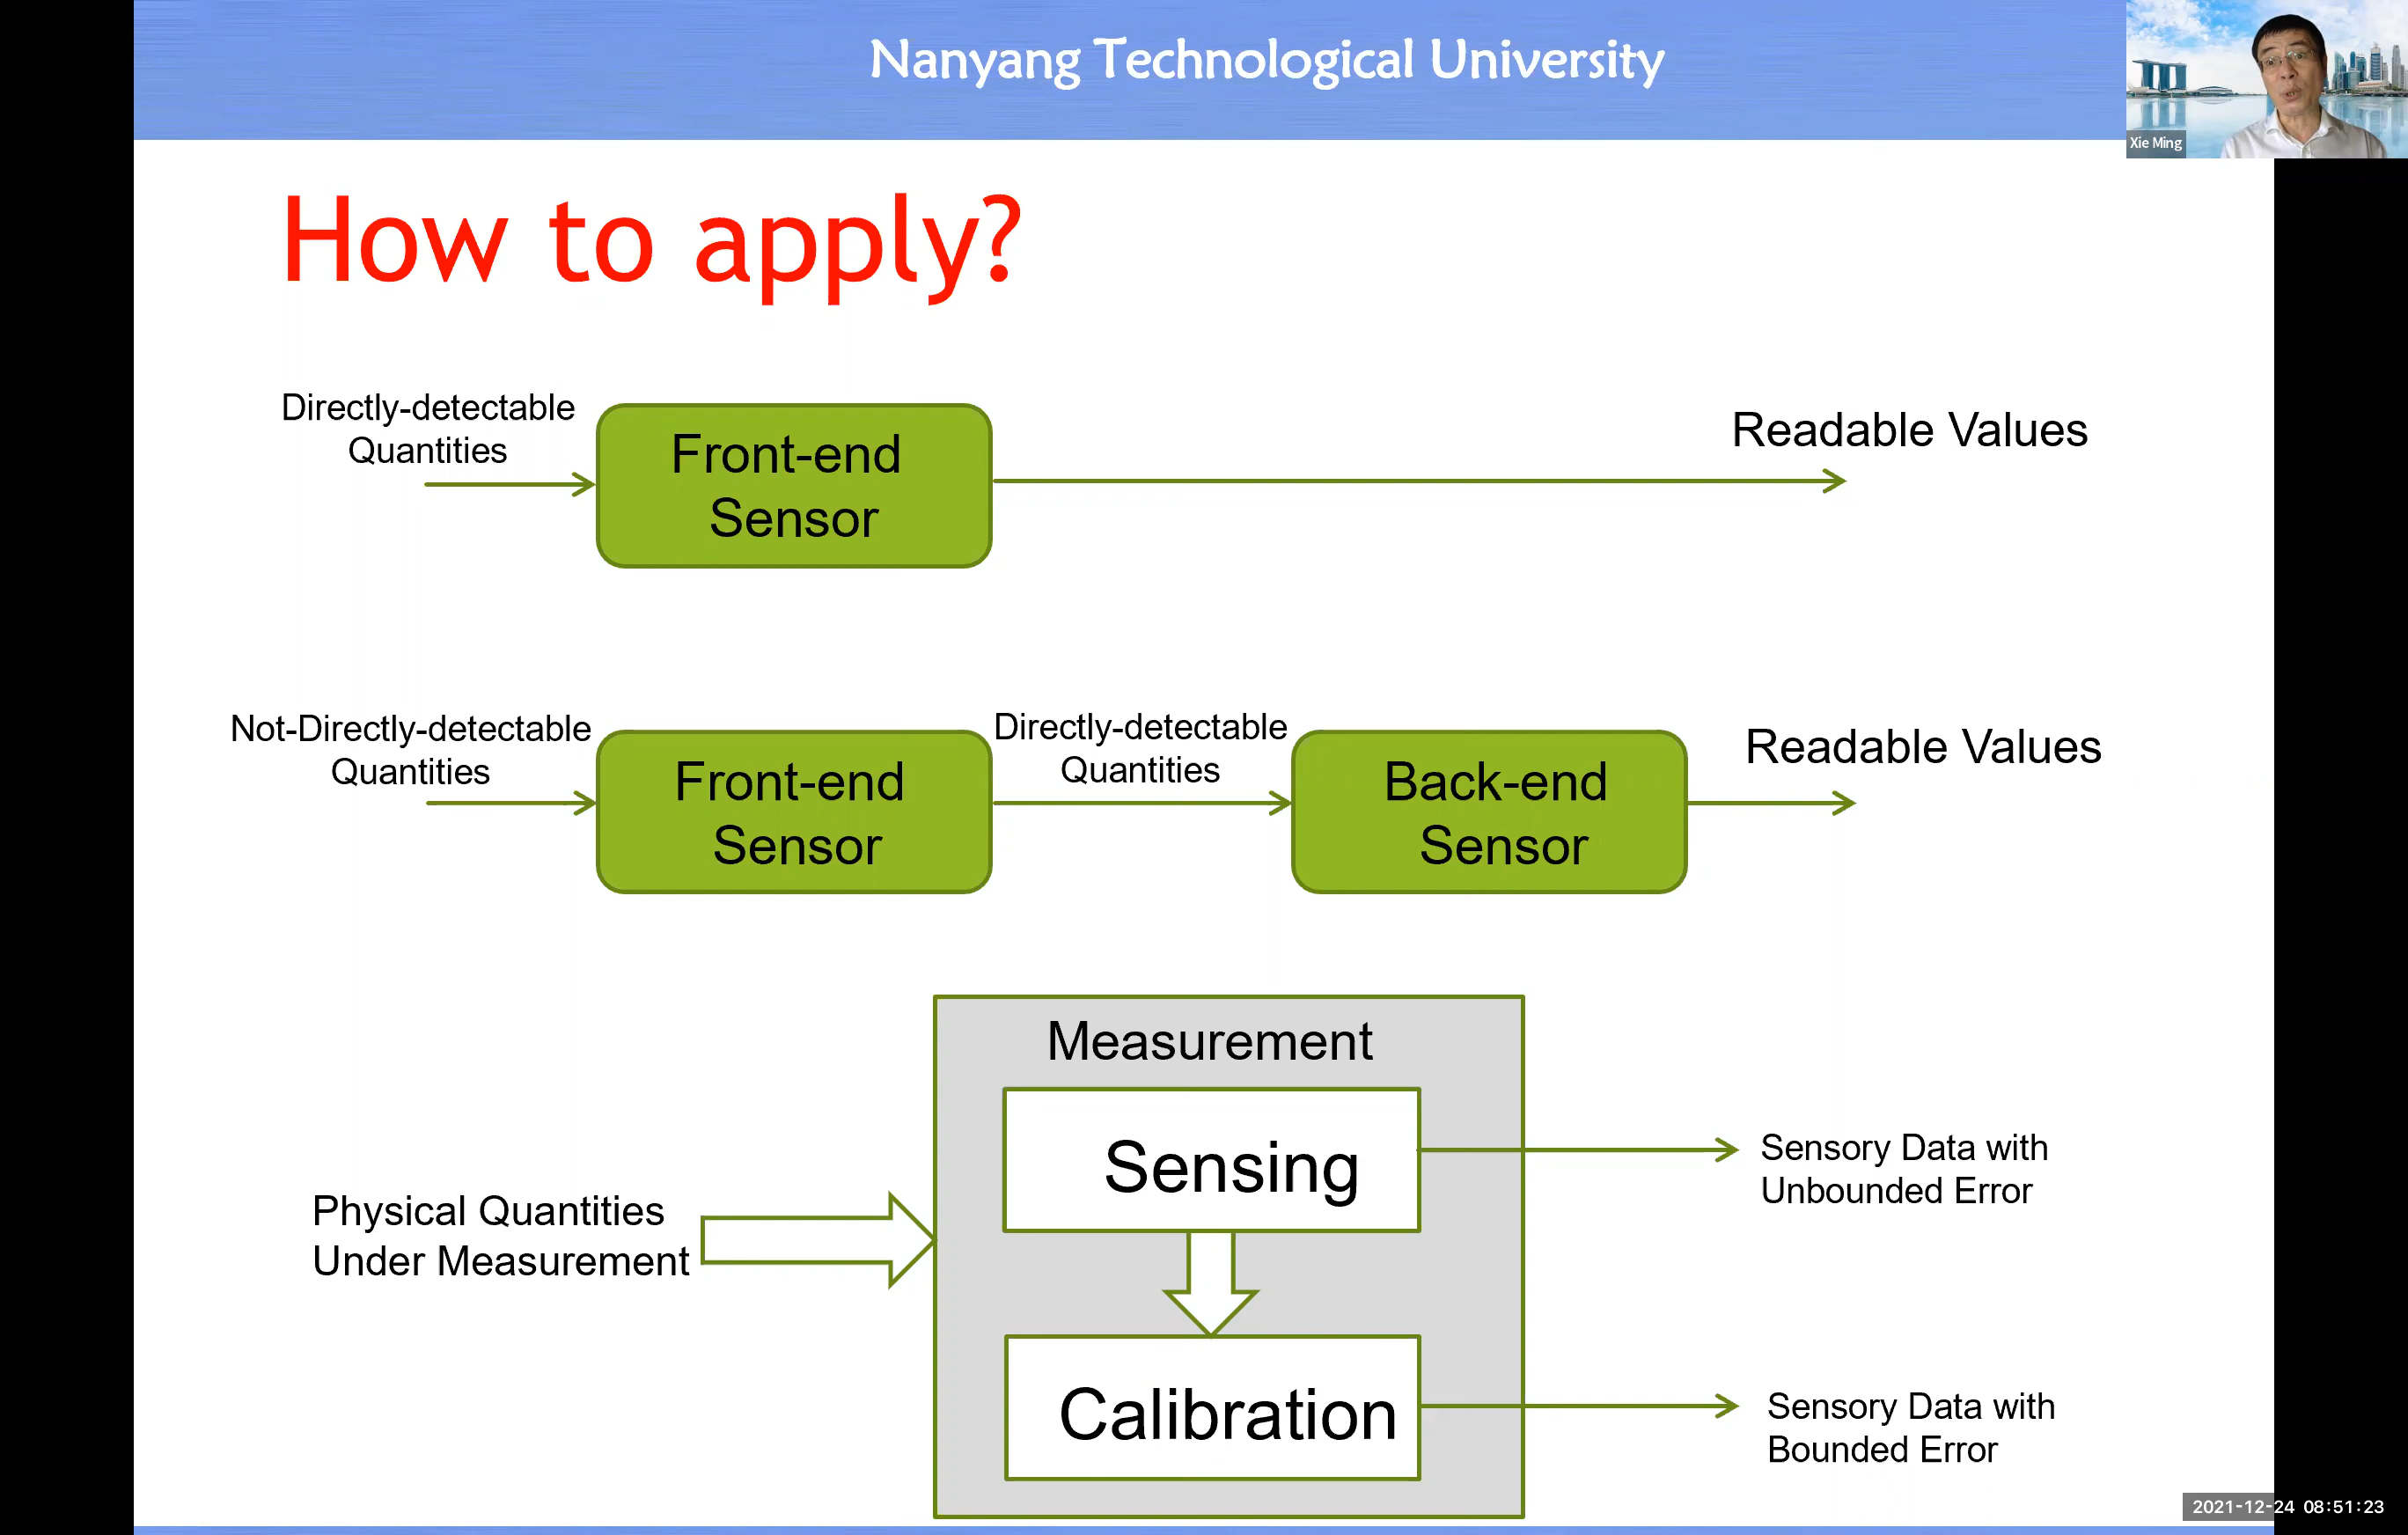 Nanyang Technological University
Xie Ming
How to apply?
Directly-detectable
Quantities
Front-end
Sensor
Readable Values
Not-Directly-detectable
Quantities
Front-end
Sensor
Directly-detectable
Quantities
Back-end
Sensor
Readable Values
Measurement
Sensing
Sensory Data with
Unbounded Error
Physical Quantities
Under Measurement
Calibration
Sensory Data with
Bounded Error
2021-12-24 08:51:23